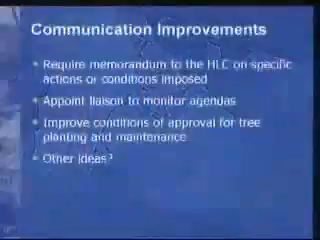 Communication Improvements
Require memorandum to the HLC on specific
actions or conditions imposed
Appoint liaison to monitor agendas
Improve conditions of approval for tree
planting and maintenance
Other ideas?